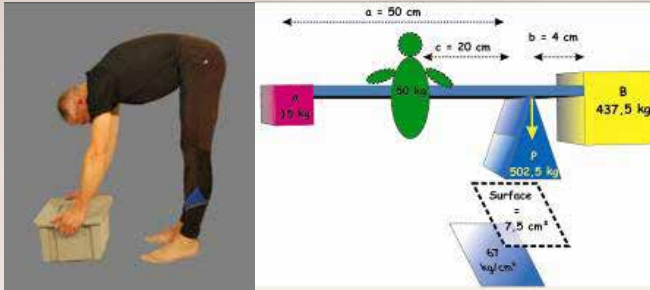 a = 50 cm
b = 4 cm
c = 20 cm
A
15 kg
50 kg
B
437,5 kg
P
502,5 kg
Surface
=
7,5 cm²
67
kg/cm²